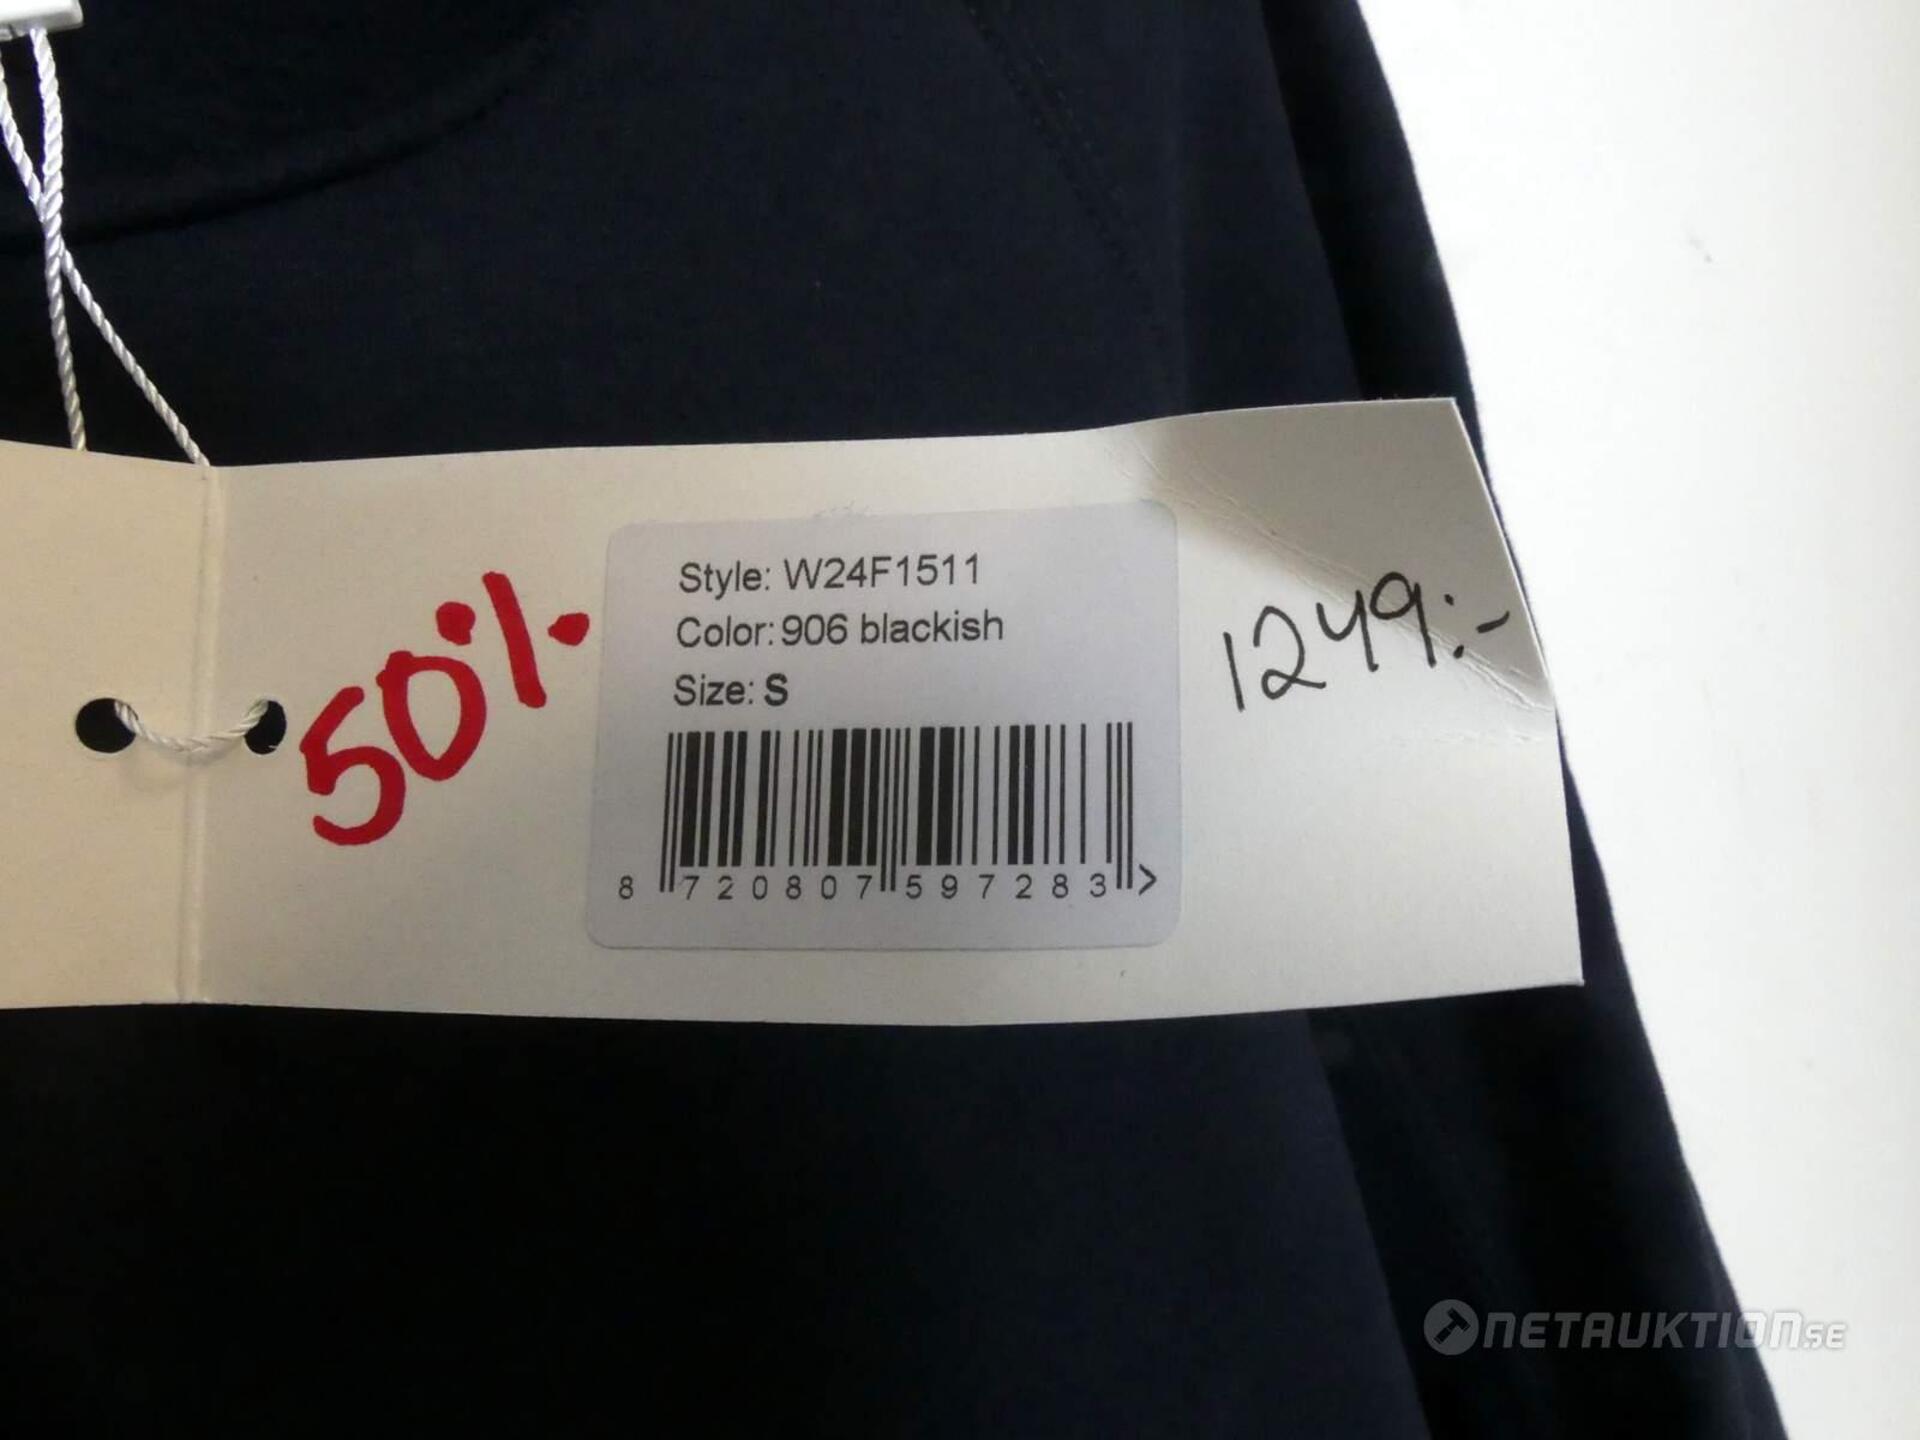 50%
Style: W24F1511
Color: 906 blackish
Size: S
8 720807 597283 >
1249:-
NETAUKTION.SE